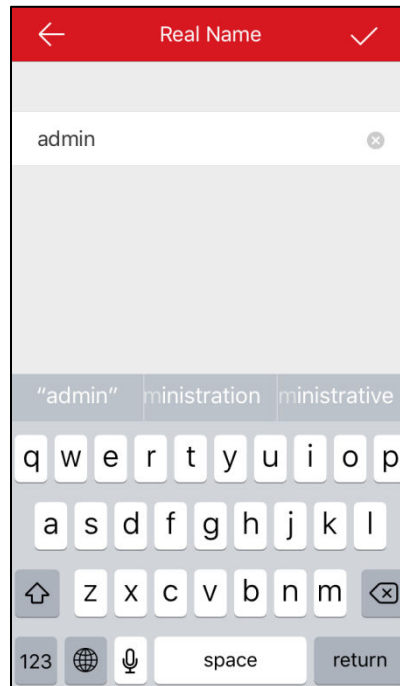 Real Name
admin
“admin” ministration ministrative
q w e r t y u i o p
a s d f g h j k l
z x c v b n m
123 space return